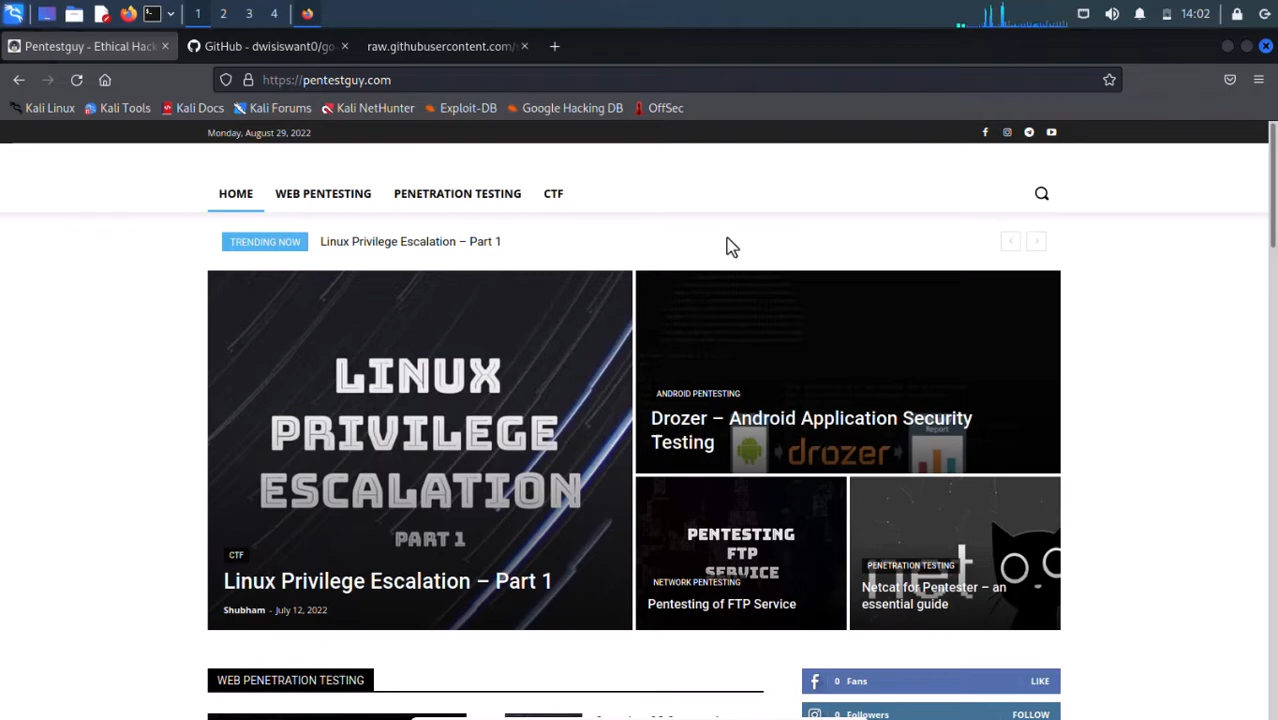 1 2 3 4 14:02
Pentestguy - Ethical Hack
GitHub - dwisiswant0/go
raw.githubusercontent.com/
https://pentestguy.com
Kali Linux Kali Tools Kali Docs Kali Forums Kali NetHunter Exploit-DB Google Hacking DB OffSec
Monday, August 29, 2022
HOME WEB PENTESTING PENETRATION TESTING CTF
TRENDING NOW Linux Privilege Escalation – Part 1
LINUX
PRIVILEGE
ESCALATION
PART 1
CTF
Linux Privilege Escalation – Part 1
Shubham - July 12, 2022
ANDROID PENTESTING
Drozer – Android Application Security
Testing
drozer
Report
PENTESTING
FTP
SERVICE
NETWORK PENTESTING
Pentesting of FTP Service
net
PENETRATION TESTING
Netcat for Pentester – an
essential guide
WEB PENETRATION TESTING
0 Fans LIKE
0 Followers FOLLOW